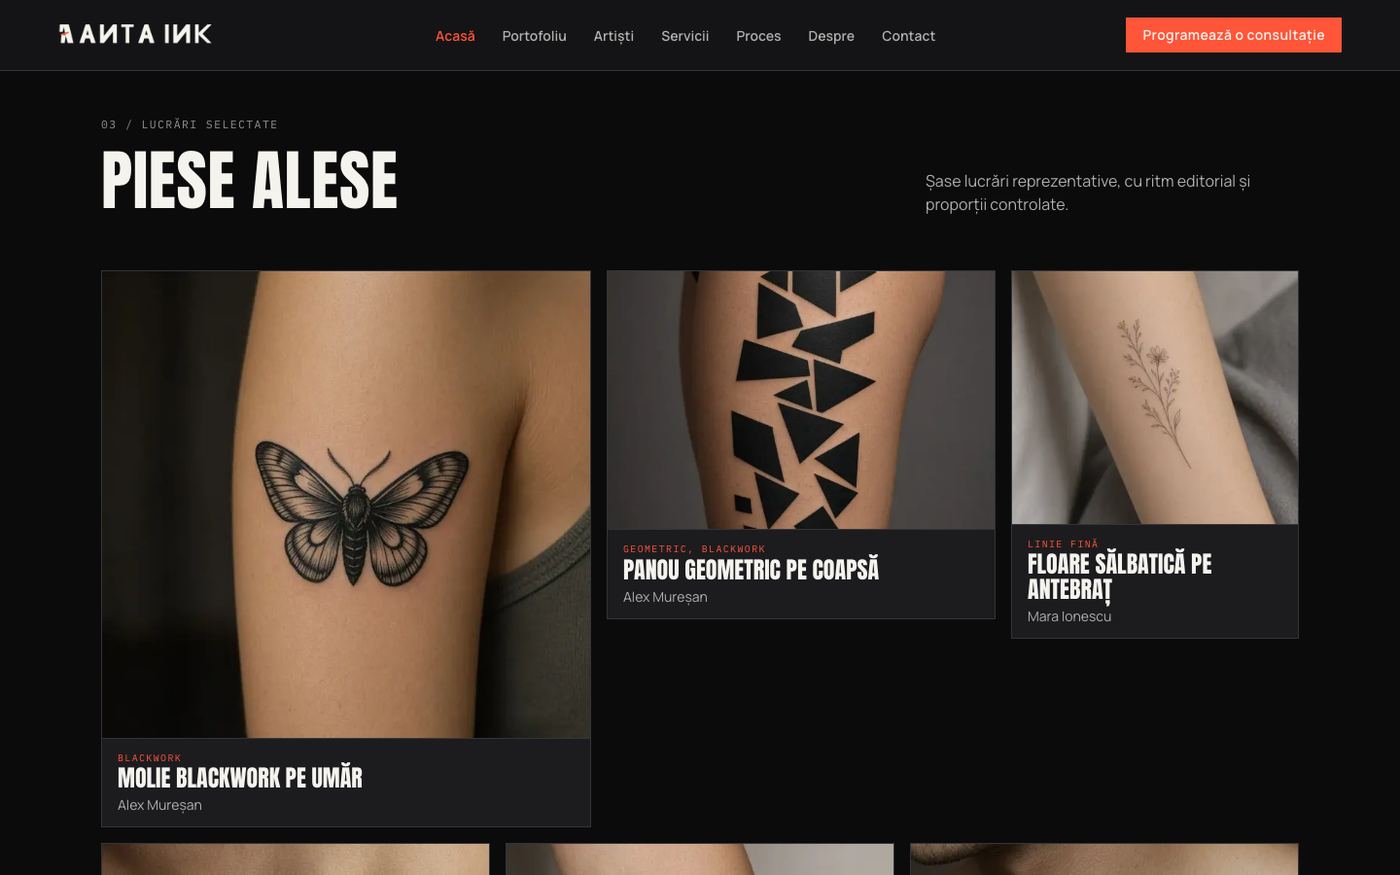 ANTA INK
Acasă
Portofoliu
Artiști
Servicii
Proces
Despre
Contact
Programează o consultație
03 / LUCRĂRI SELECTATE
PIESE ALESE
Șase lucrări reprezentative, cu ritm editorial și
proporții controlate.
BLACKWORK
MOLIE BLACKWORK PE UMĂR
Alex Mureșan
GEOMETRIC, BLACKWORK
PANOU GEOMETRIC PE COAPSĂ
Alex Mureșan
LINIE FINĂ
FLOARE SĂLBATICĂ PE
ANTEBRAȚ
Mara Ionescu